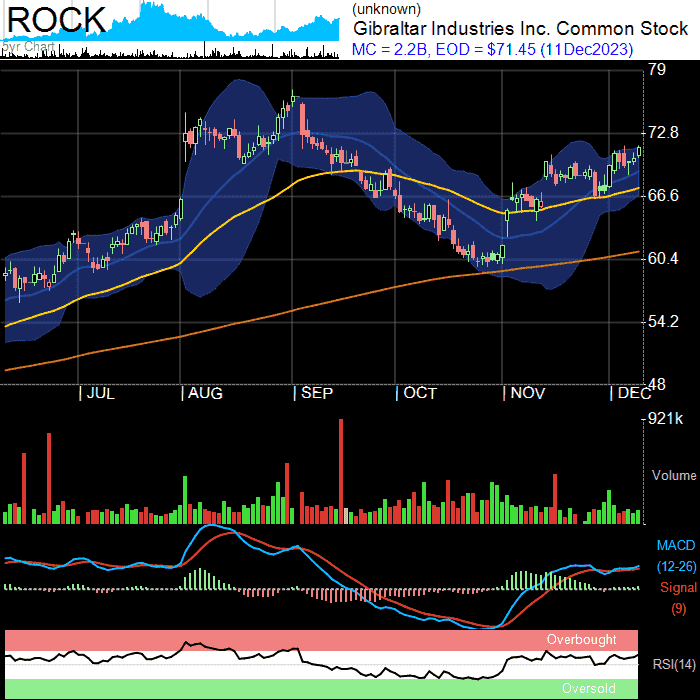 ROCK
(unknown)
Gibraltar Industries Inc. Common Stock
5yr Chart
MC = 2.2B, EOD = $71.45 (11Dec2023)
79
72.8
66.6
60.4
54.2
48
JUL AUG SEP OCT NOV DEC
921k
Volume
MACD
(12-26)
Signal
(9)
Overbought
RSI(14)
Oversold